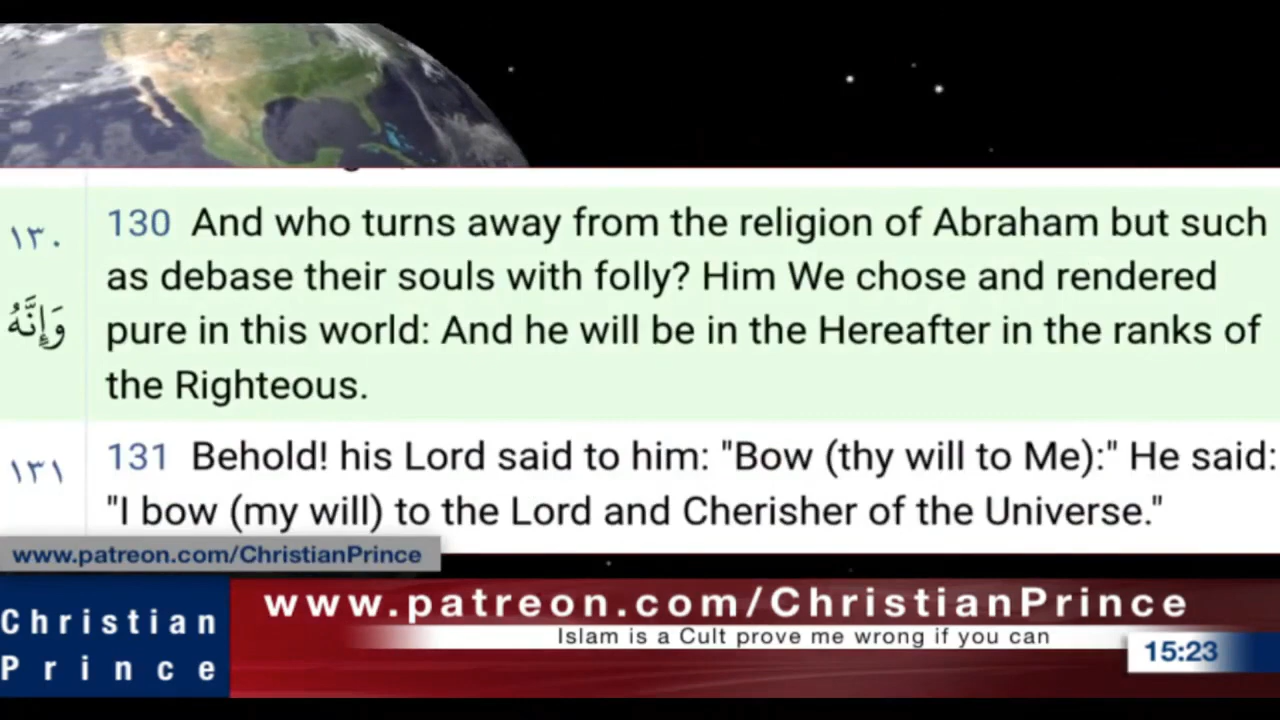 ١٣٠
130 And who turns away from the religion of Abraham but such
as debase their souls with folly? Him We chose and rendered
وَإِنَّهُ
pure in this world: And he will be in the Hereafter in the ranks of
the Righteous.
١٣١
131 Behold! his Lord said to him: "Bow (thy will to Me):" He said:
"I bow (my will) to the Lord and Cherisher of the Universe."
www.patreon.com/ChristianPrince
Christian
Prince
www.patreon.com/ChristianPrince
Islam is a Cult prove me wrong if you can
15:23